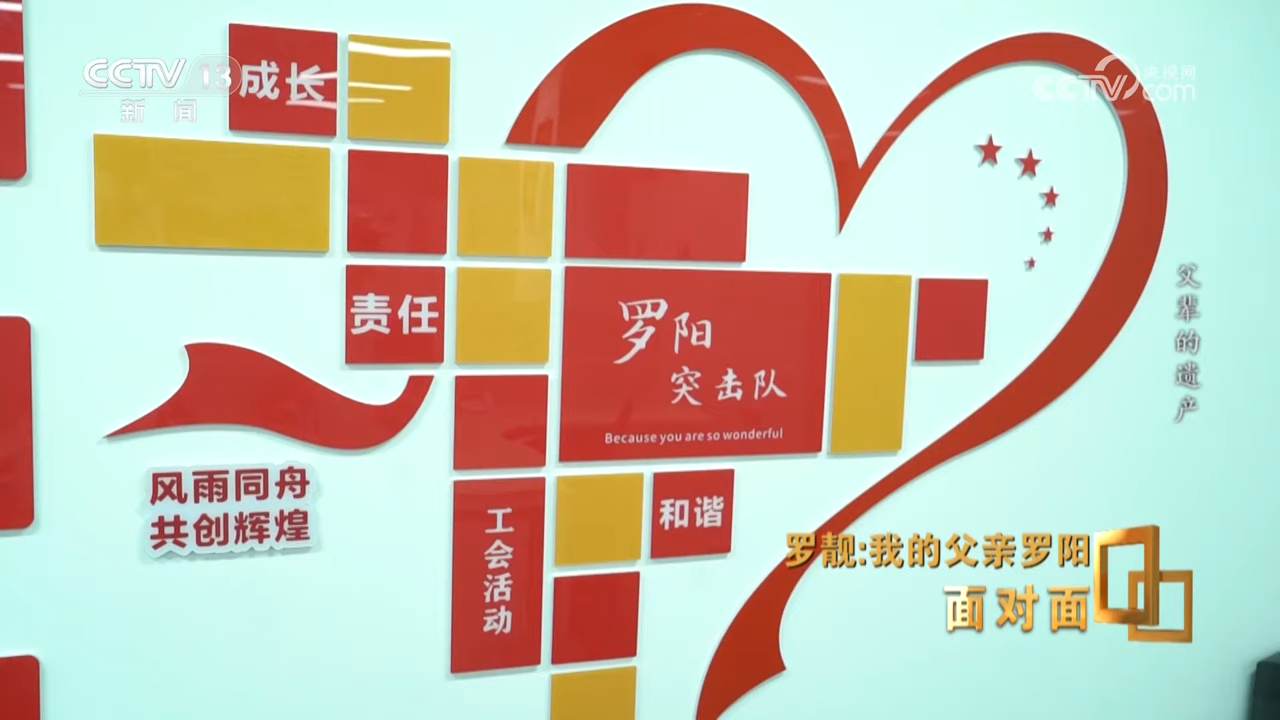 CCTV 13
新闻
央视网
CCTV.com
成长
责任
罗阳
突击队
Because you are so wonderful
风雨同舟
共创辉煌
工会活动
和谐
父辈的遗产
罗靓:我的父亲罗阳
面对面